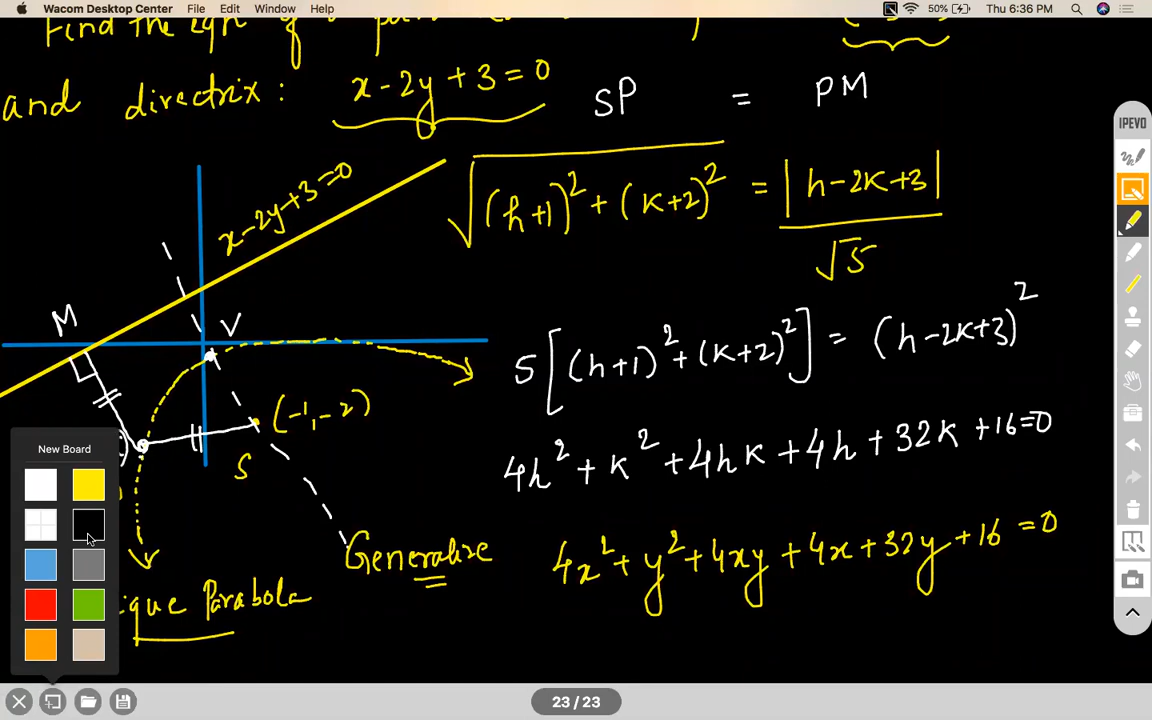 Wacom Desktop Center File Edit Window Help 50% Thu 6:36 PM
Find the eqn of a
and directrix : x - 2y + 3 = 0
SP = PM
IPEVO
x-2y+3=0
√((h+1)² + (k+2)²) = |h-2k+3| / √5
M
V
5[(h+1)² + (k+2)²] = (h-2k+3)²
(-1,-2)
S
4h² + k² + 4hk + 4h + 32k + 16 = 0
New Board
Generalize
4x² + y² + 4xy + 4x + 32y + 16 = 0
ique Parabola
23 / 23